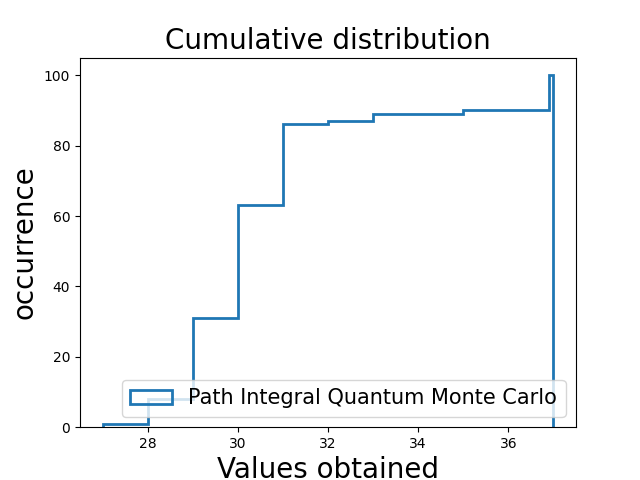 Cumulative distribution
100
80
60
40
20
0
occurrence
Path Integral Quantum Monte Carlo
28 30 32 34 36
Values obtained